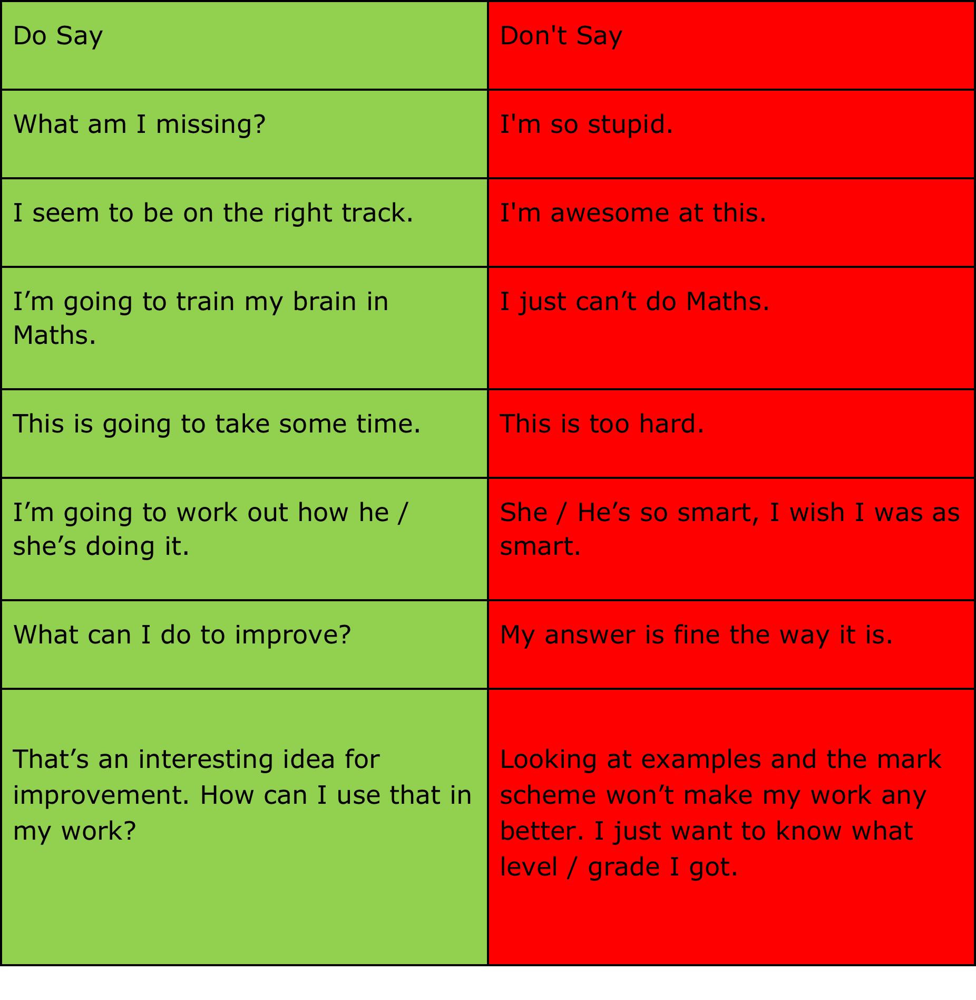 Do Say
Don't Say
What am I missing?
I'm so stupid.
I seem to be on the right track.
I'm awesome at this.
I’m going to train my brain in
Maths.
I just can’t do Maths.
This is going to take some time.
This is too hard.
I’m going to work out how he /
she’s doing it.
She / He’s so smart, I wish I was as
smart.
What can I do to improve?
My answer is fine the way it is.
That’s an interesting idea for
improvement. How can I use that in
my work?
Looking at examples and the mark
scheme won’t make my work any
better. I just want to know what
level / grade I got.